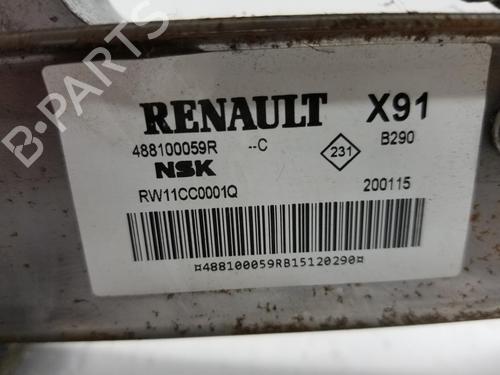 B-PARTS
RENAULT X91
488100059R --C 231 B290
NSK
RW11CC0001Q 200115
¤488100059RB15120290¤